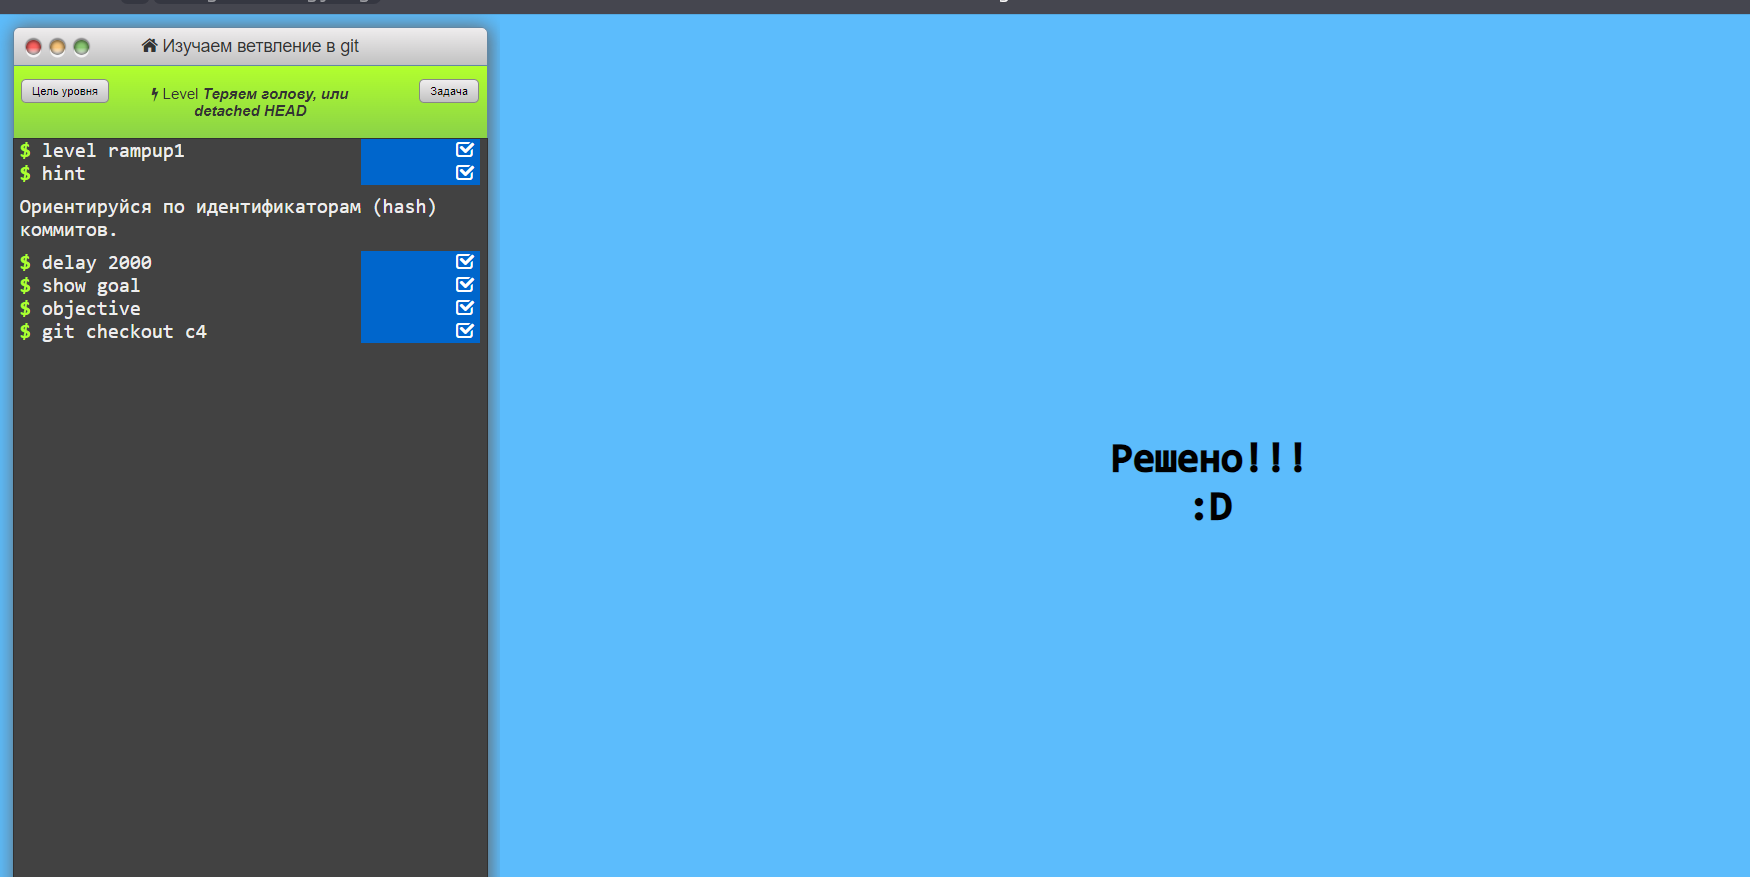 Изучаем ветвление в git
Цель уровня
Level Теряем голову, или
detached HEAD
Задача
$ level rampup1
$ hint
Ориентируйся по идентификаторам (hash)
коммитов.
$ delay 2000
$ show goal
$ objective
$ git checkout c4
Решено!!!
:D